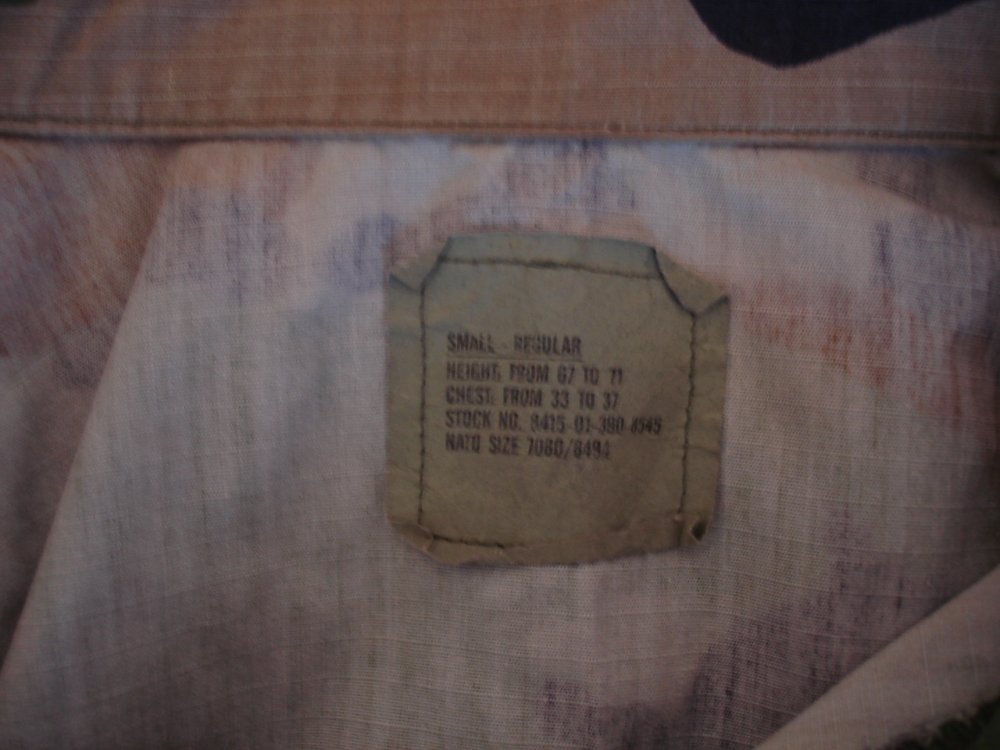 SMALL - REGULAR
HEIGHT: FROM 67 TO 71
CHEST: FROM 33 TO 37
STOCK NO. 8415-01-390-8545
NATO SIZE 7080/8494